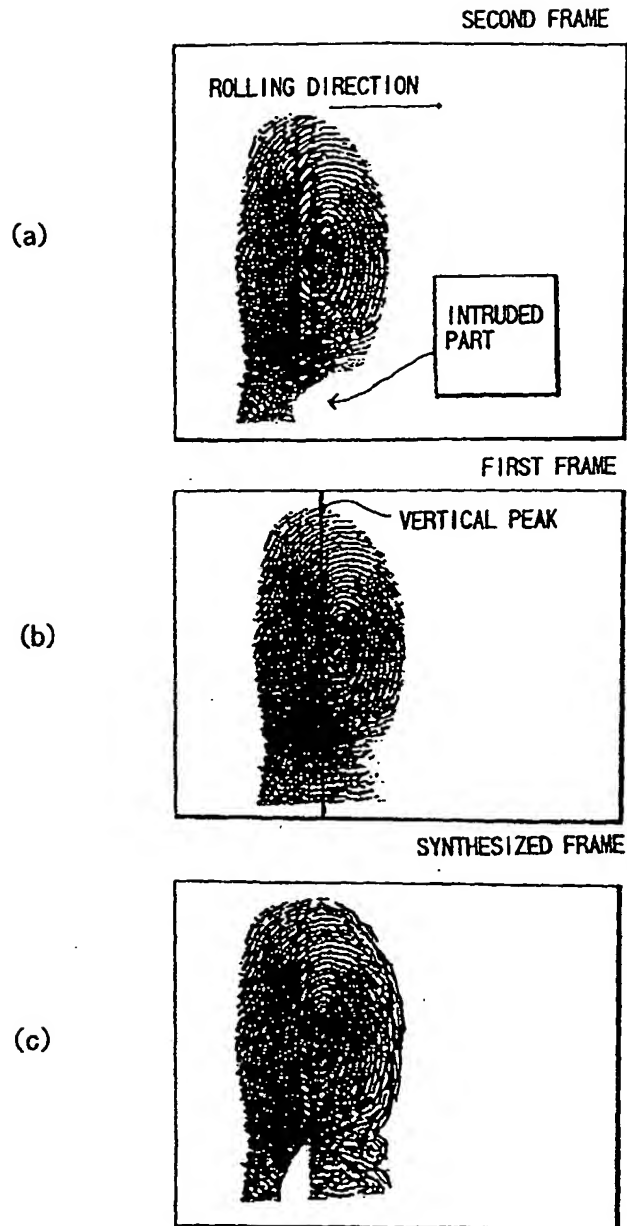 SECOND FRAME
ROLLING DIRECTION
(a)
INTRUDED
PART
FIRST FRAME
VERTICAL PEAK
(b)
SYNTHESIZED FRAME
(c)